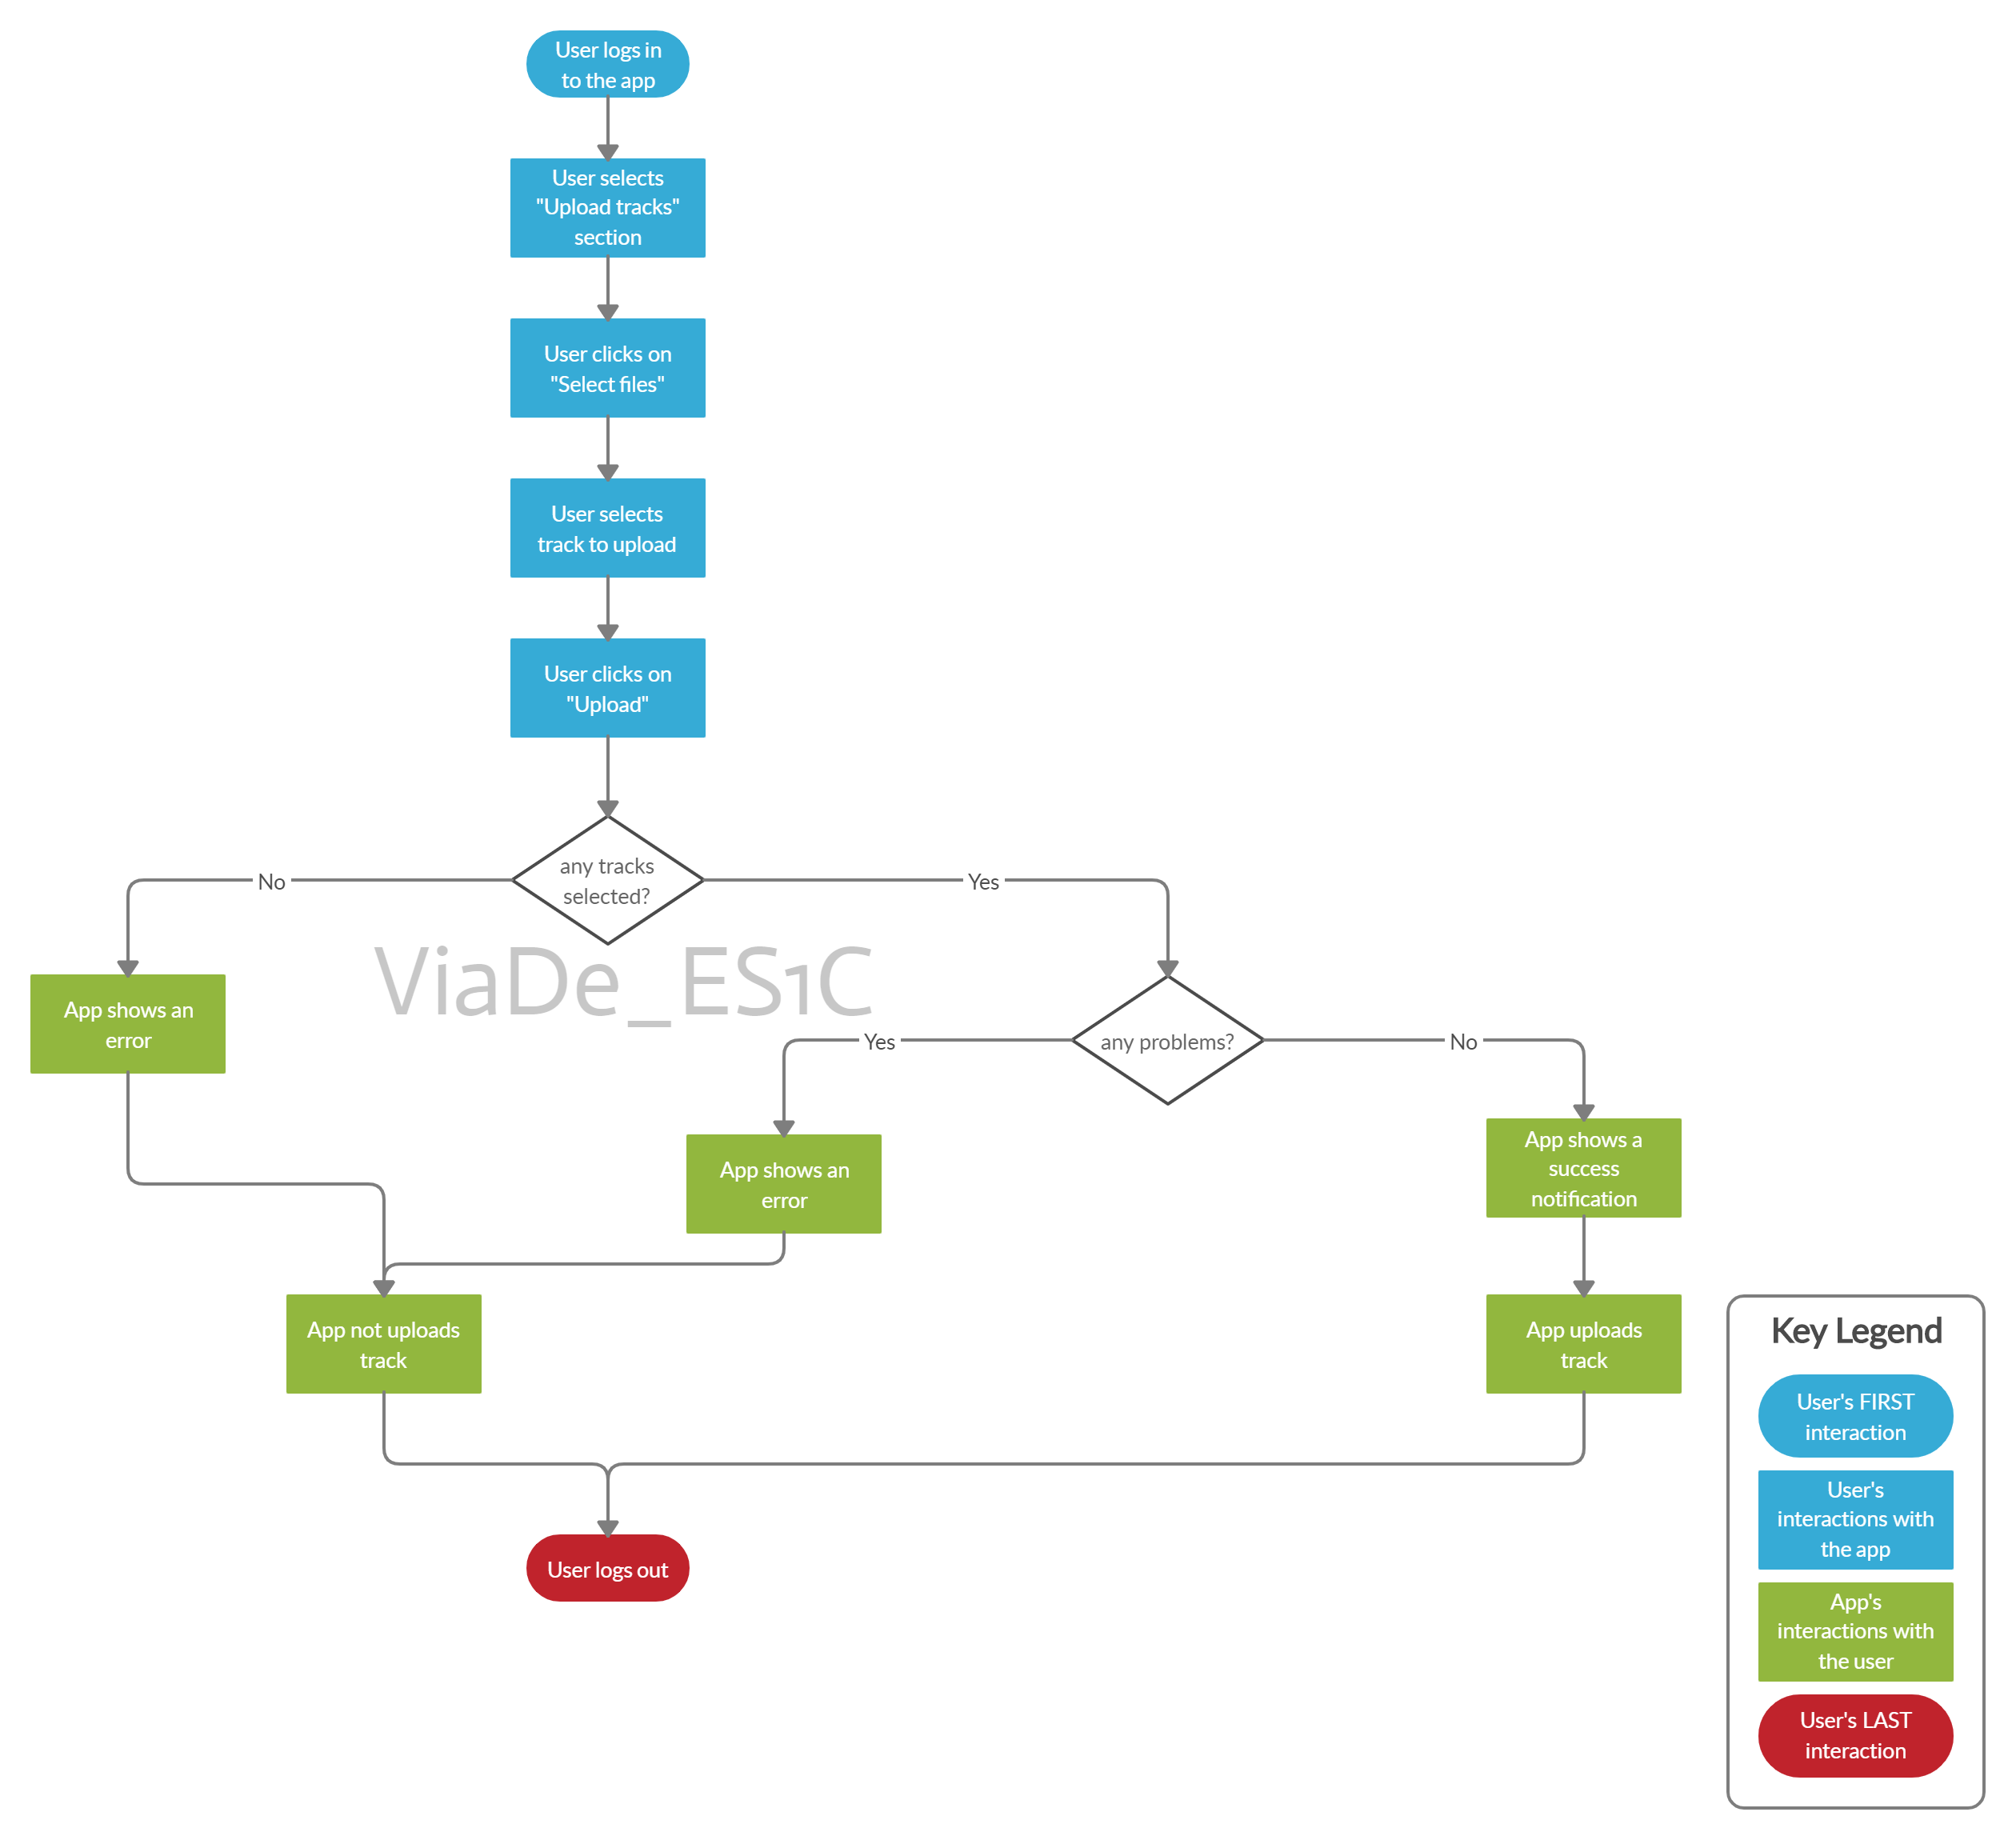 User logs in
to the app
User selects
"Upload tracks"
section
User clicks on
"Select files"
User selects
track to upload
User clicks on
"Upload"
any tracks
selected?
No
Yes
ViaDe_ES1C
App shows an
error
any problems?
Yes
No
App shows an
error
App shows a
success
notification
App not uploads
track
App uploads
track
User logs out
Key Legend
User's FIRST
interaction
User's
interactions with
the app
App's
interactions with
the user
User's LAST
interaction